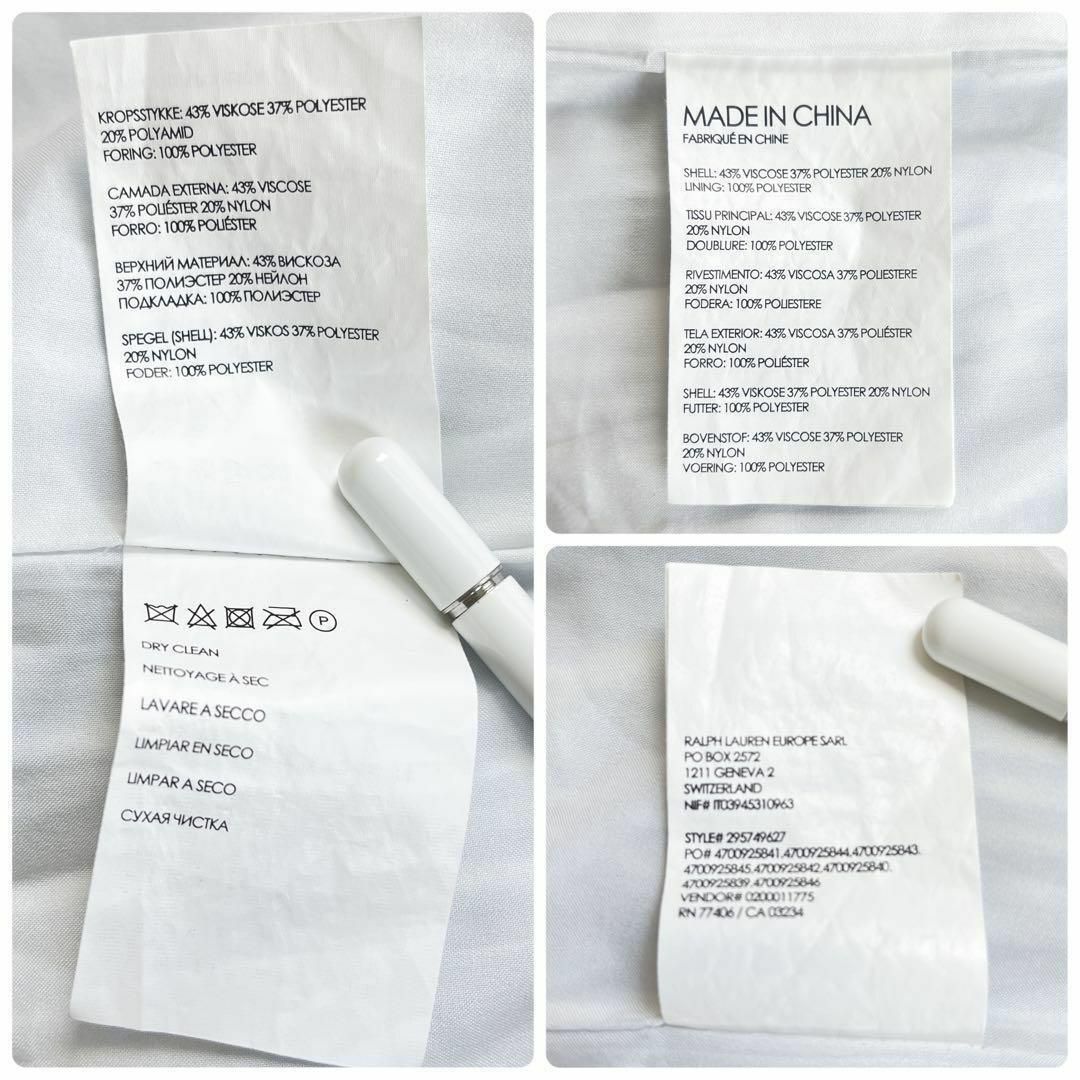 KROPSSTYKKE: 43% VISKOSE 37% POLYESTER
20% POLYAMID
FORING: 100% POLYESTER
CAMADA EXTERNA: 43% VISCOSE
37% POLIÉSTER 20% NYLON
FORRO: 100% POLIÉSTER
ВЕРХНИЙ МАТЕРИАЛ: 43% ВИСКОЗА
37% ПОЛИЭСТЕР 20% НЕЙЛОН
ПОДКЛАДКА: 100% ПОЛИЭСТЕР
SPEGEL (SHELL): 43% VISKOS 37% POLYESTER
20% NYLON
FODER: 100% POLYESTER
P
DRY CLEAN
NETTOYAGE À SEC
LAVARE A SECCO
LIMPIAR EN SECO
LIMPAR A SECO
СУХАЯ ЧИСТКА
MADE IN CHINA
FABRIQUÉ EN CHINE
SHELL: 43% VISCOSE 37% POLYESTER 20% NYLON
LINING: 100% POLYESTER
TISSU PRINCIPAL: 43% VISCOSE 37% POLYESTER
20% NYLON
DOUBLURE: 100% POLYESTER
RIVESTIMENTO: 43% VISCOSA 37% POLIESTERE
20% NYLON
FODERA: 100% POLIESTERE
TELA EXTERIOR: 43% VISCOSA 37% POLIÉSTER
20% NYLON
FORRO: 100% POLIÉSTER
SHELL: 43% VISKOSE 37% POLYESTER 20% NYLON
FUTTER: 100% POLYESTER
BOVENSTOF: 43% VISCOSE 37% POLYESTER
20% NYLON
VOERING: 100% POLYESTER
RALPH LAUREN EUROPE SARL
PO BOX 2572
1211 GENEVA 2
SWITZERLAND
NIF# IT03945310963
STYLE# 295749627
PO# 4700925841,4700925844,4700925843,
4700925845,4700925842,4700925840,
4700925839,4700925846
VENDOR# 0200011775
RN 77406 / CA 03234